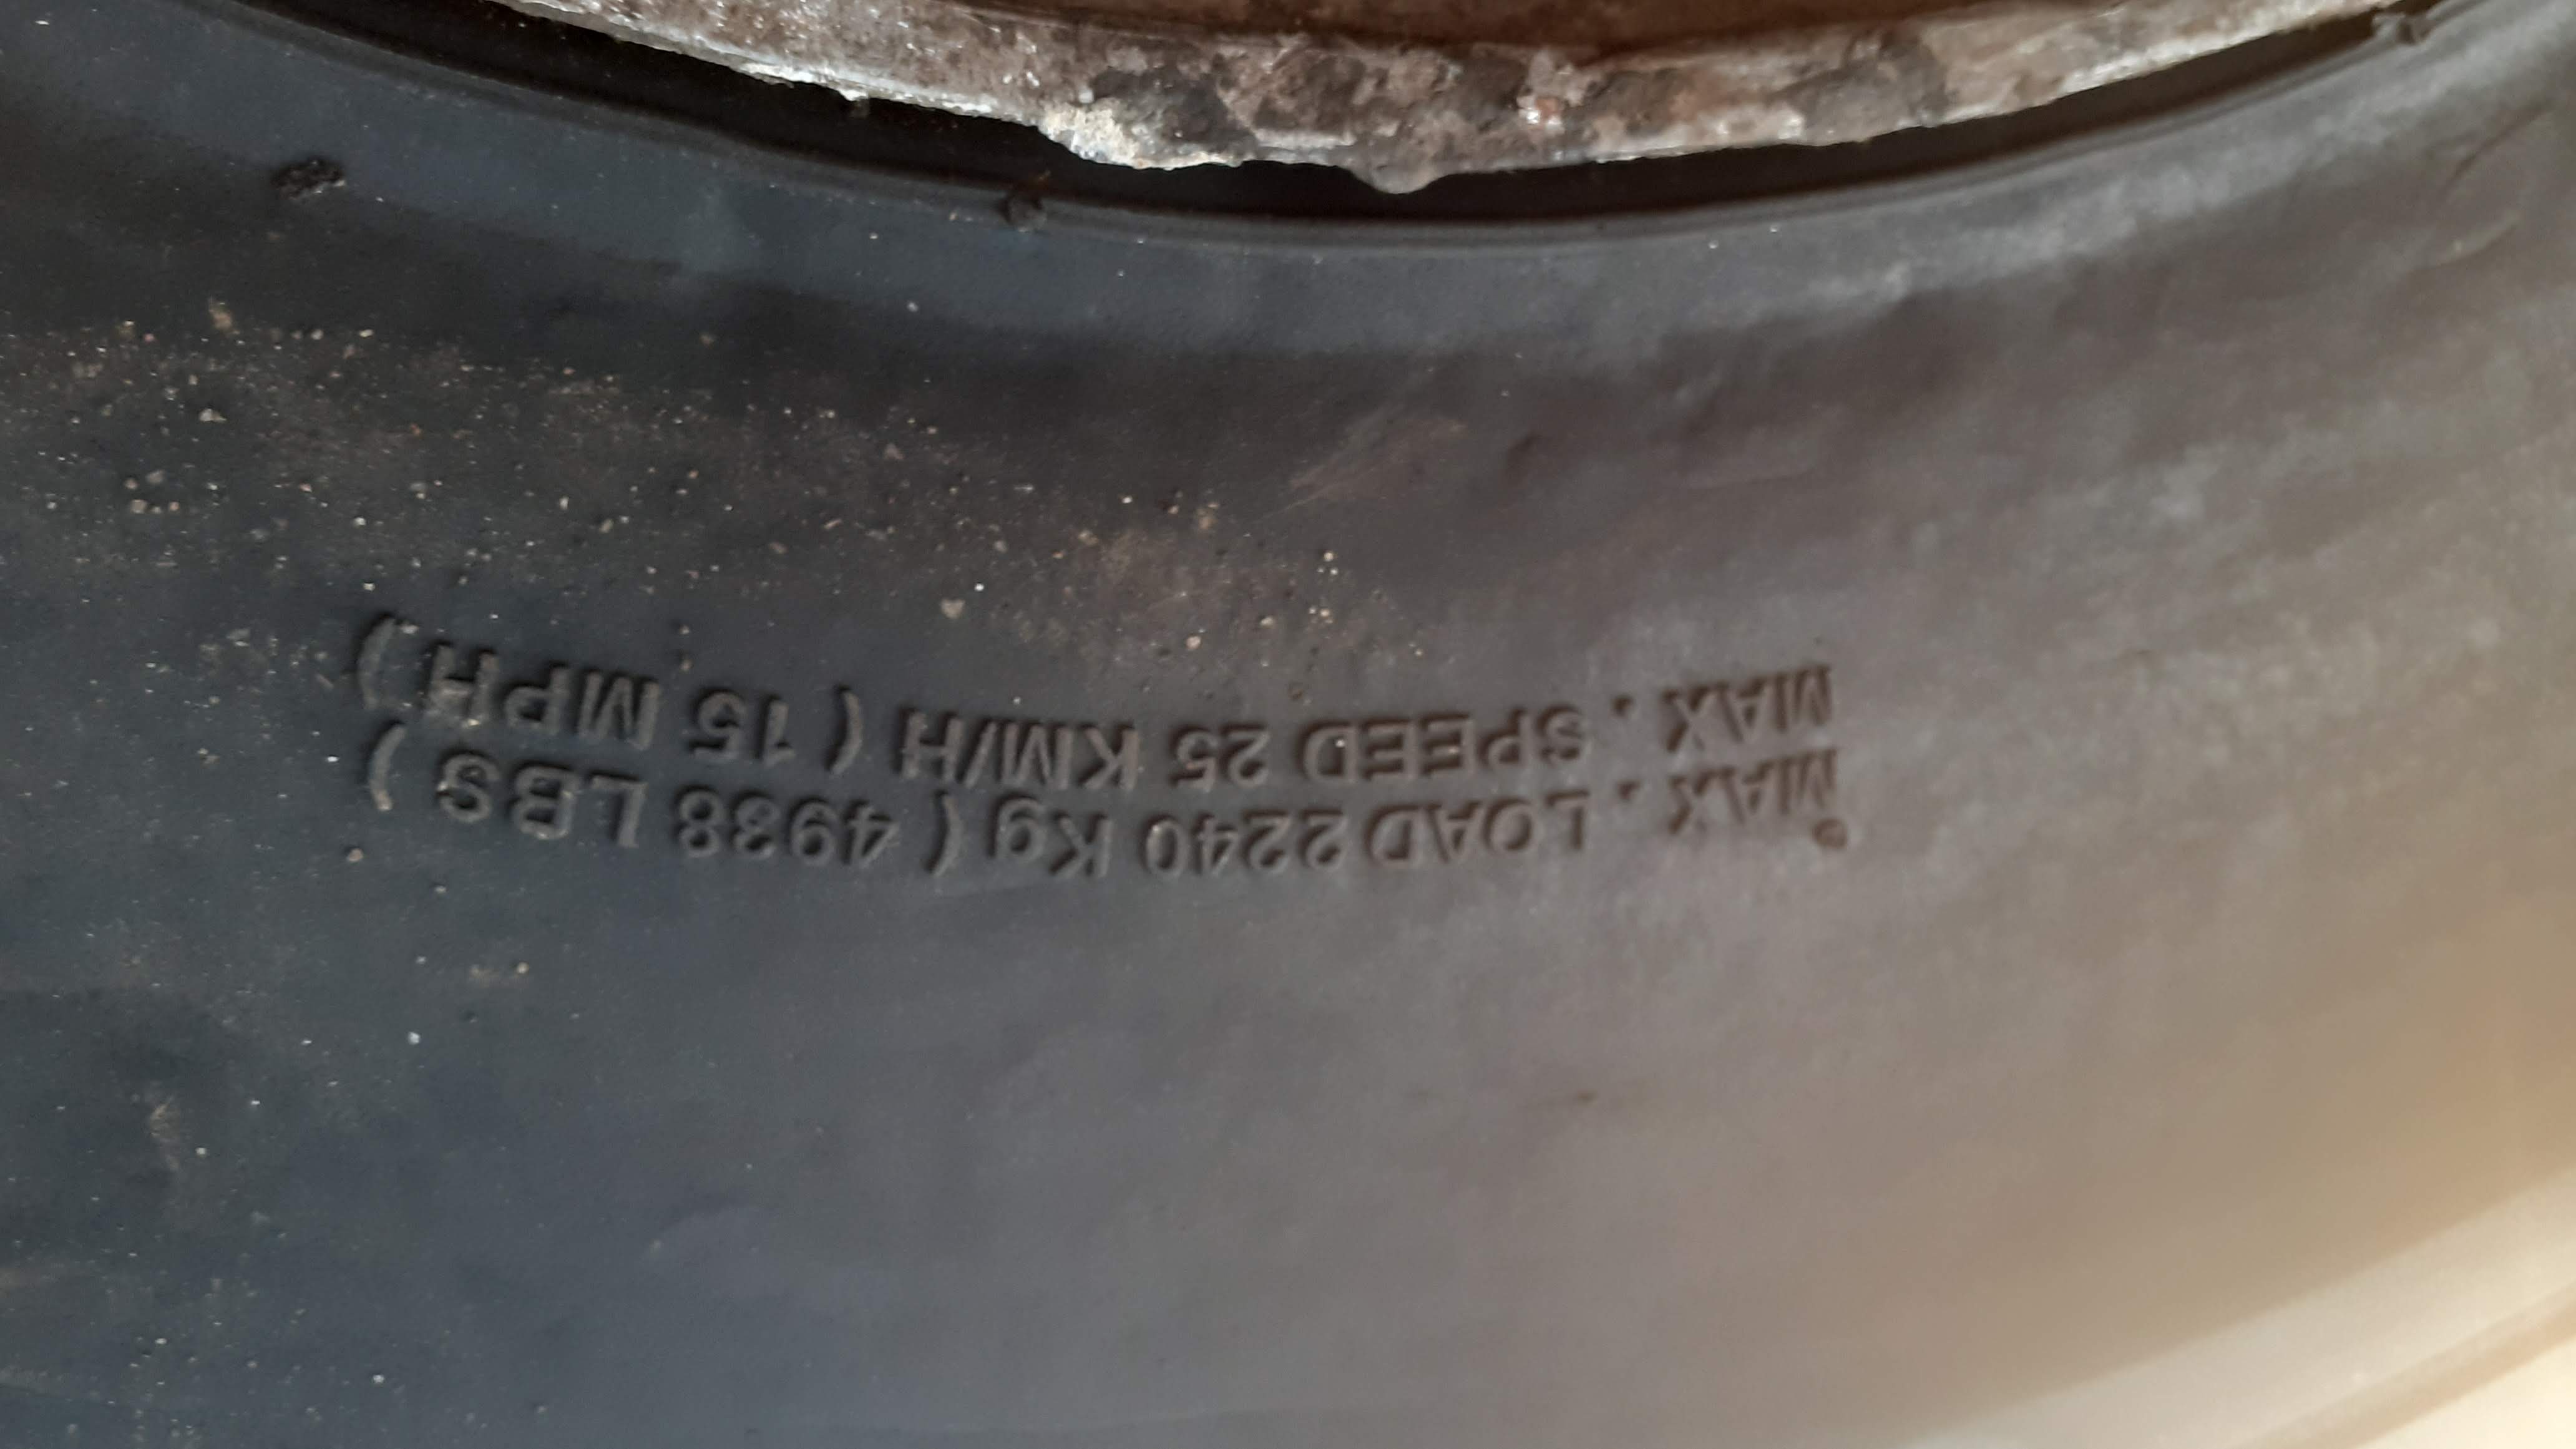 MAX. LOAD 2240 Kg ( 4938 LBS )
MAX. SPEED 25 KM/H ( 15 MPH )